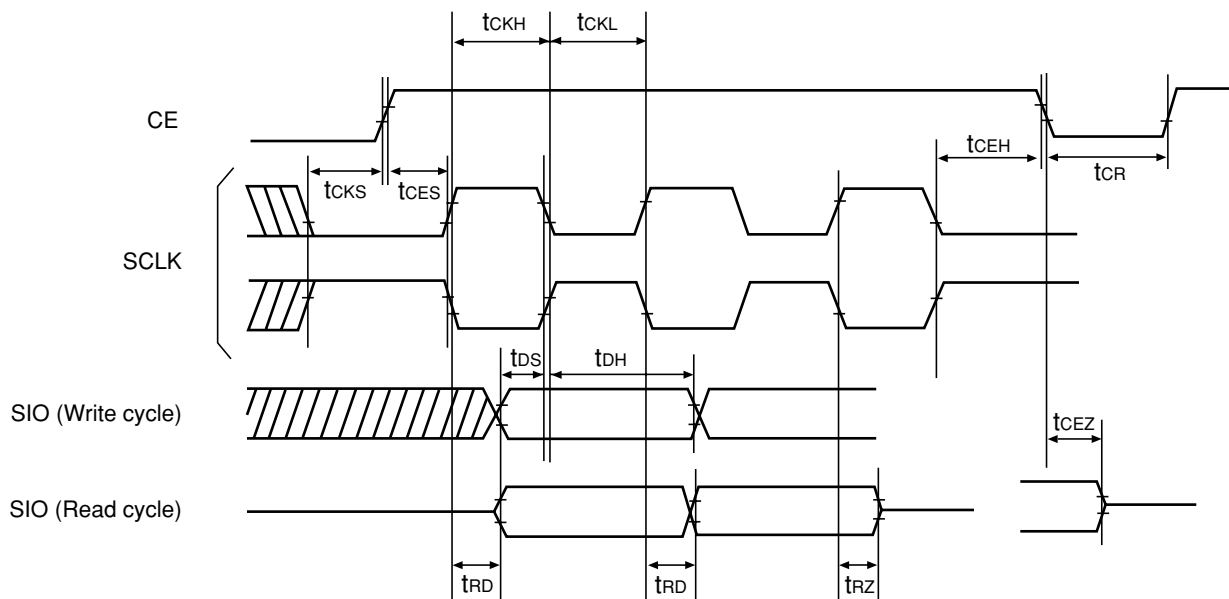 tCKH tCKL
CE
tCEH
tCKS tCES tCR
SCLK
tDS tDH
SIO (Write cycle)
tCEZ
SIO (Read cycle)
tRD tRD tRZ